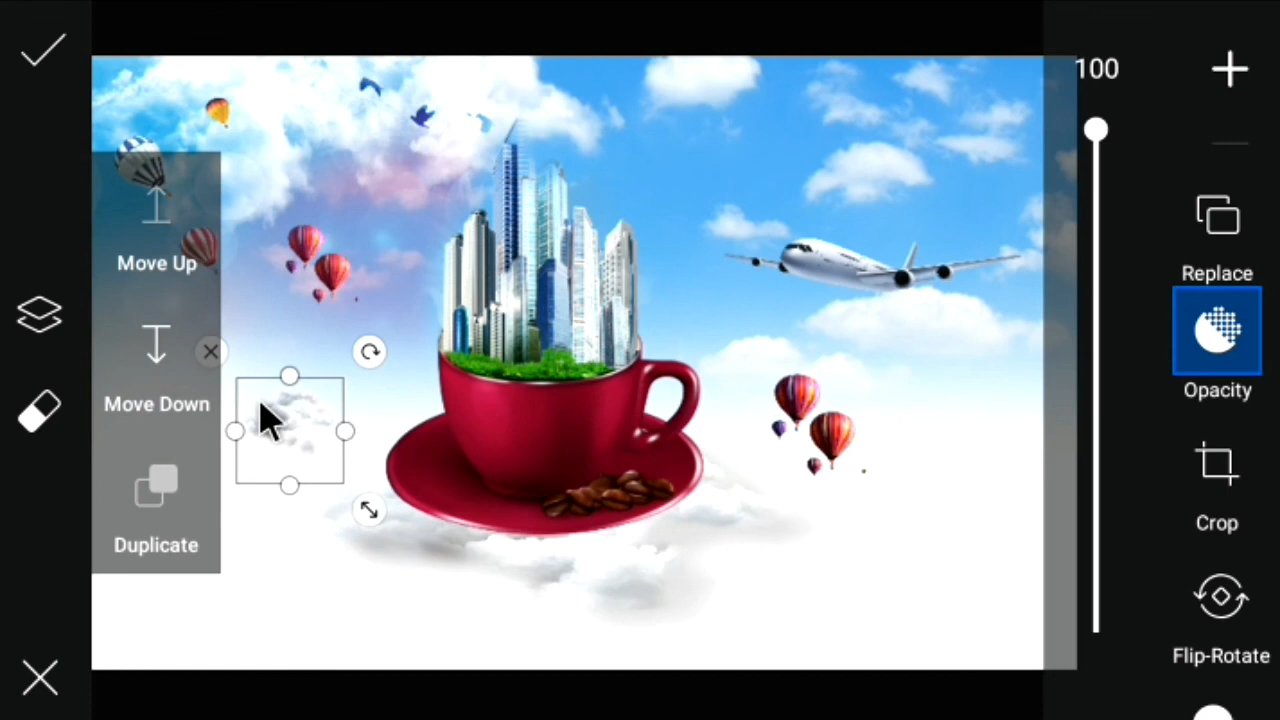 100
Move Up
Move Down
Duplicate
Replace
Opacity
Crop
Flip-Rotate